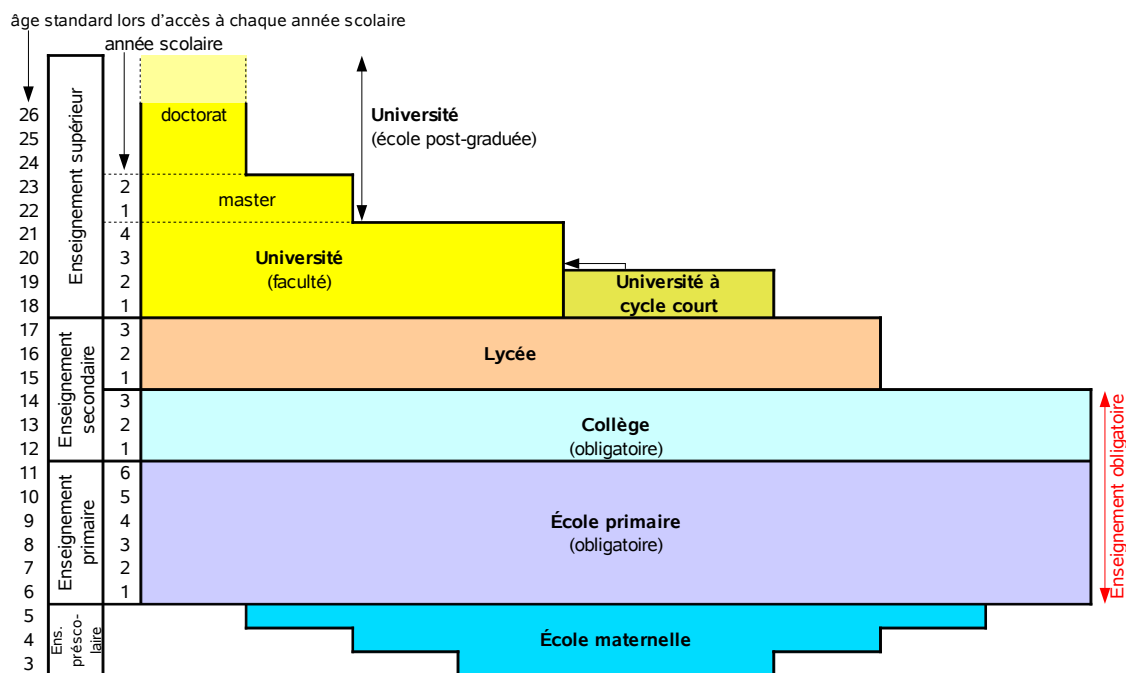 âge standard lors d'accès à chaque année scolaire
année scolaire
Enseignement supérieur
26
25
24
23 2
22 1
21 4
20 3
19 2
18 1
doctorat
master
Université
(école post-graduée)
Université
(faculté)
Université à
cycle court
Enseignement
secondaire
17 3
16 2
15 1
14 3
13 2
12 1
Lycée
Collège
(obligatoire)
Enseignement
primaire
11 6
10 5
9 4
8 3
7 2
6 1
École primaire
(obligatoire)
Enseignement obligatoire
Ens.
présco-
laire
5
4
3
École maternelle